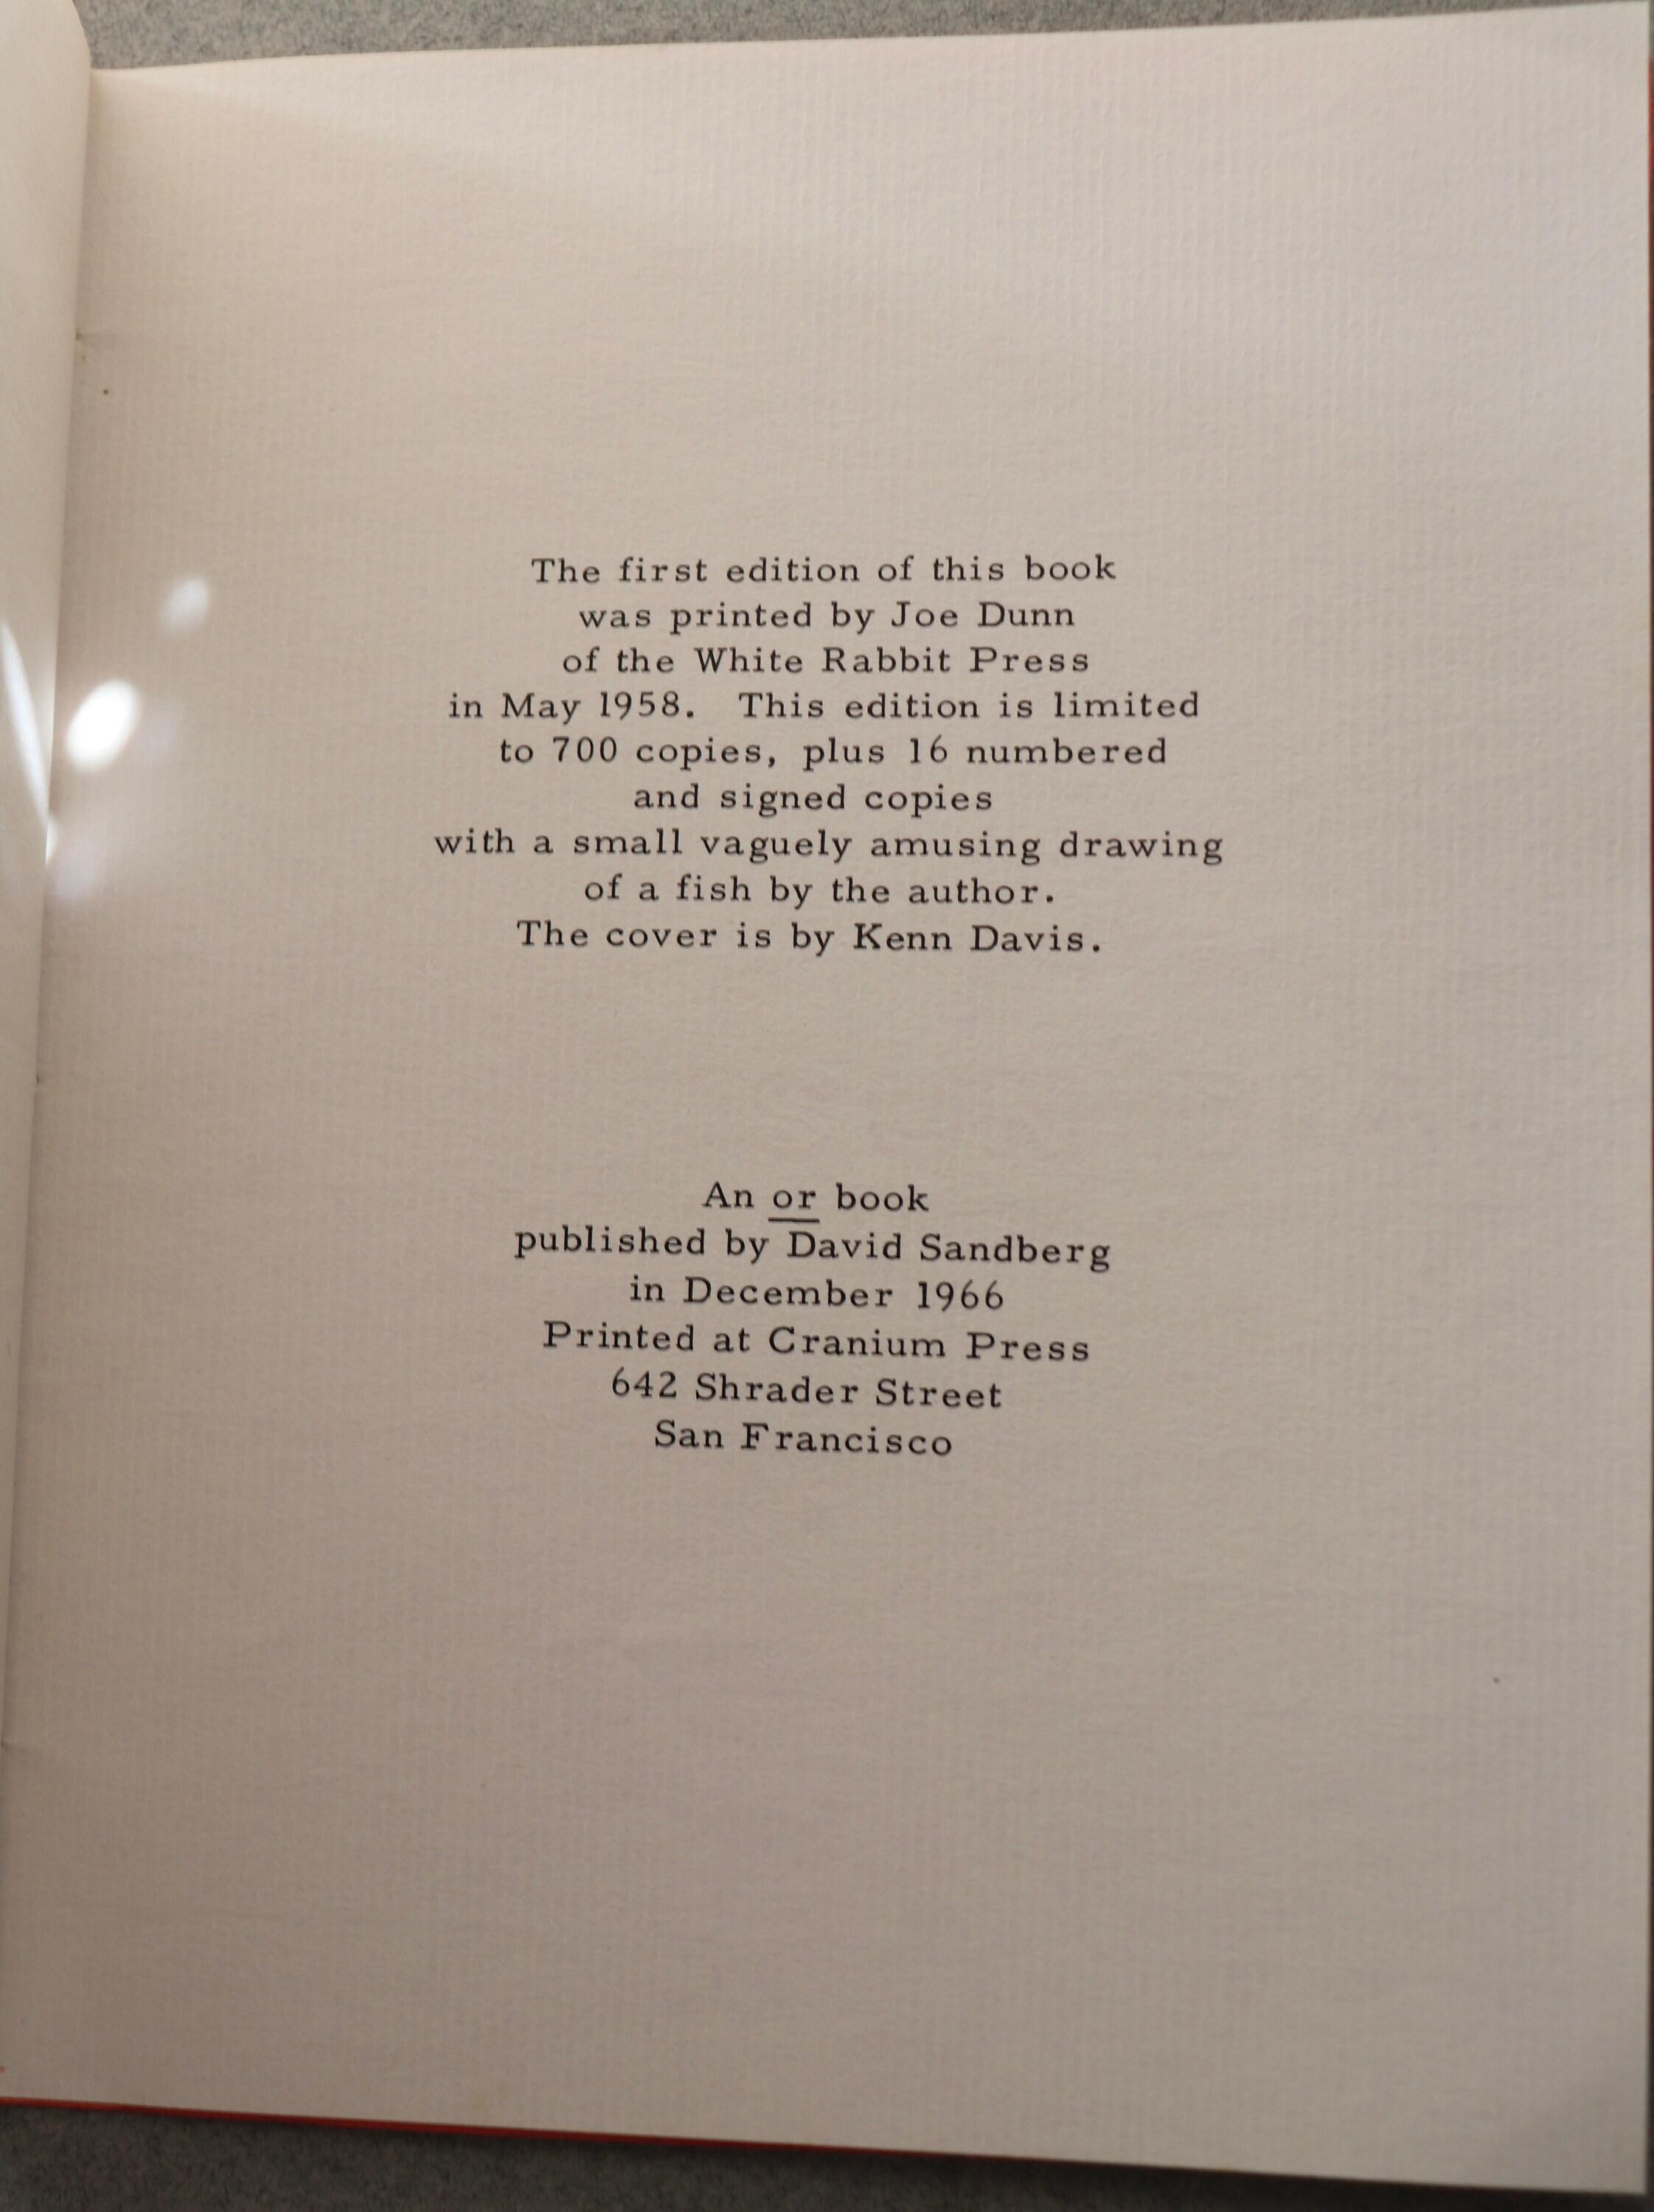 The first edition of this book
was printed by Joe Dunn
of the White Rabbit Press
in May 1958. This edition is limited
to 700 copies, plus 16 numbered
and signed copies
with a small vaguely amusing drawing
of a fish by the author.
The cover is by Kenn Davis.
An or book
published by David Sandberg
in December 1966
Printed at Cranium Press
642 Shrader Street
San Francisco